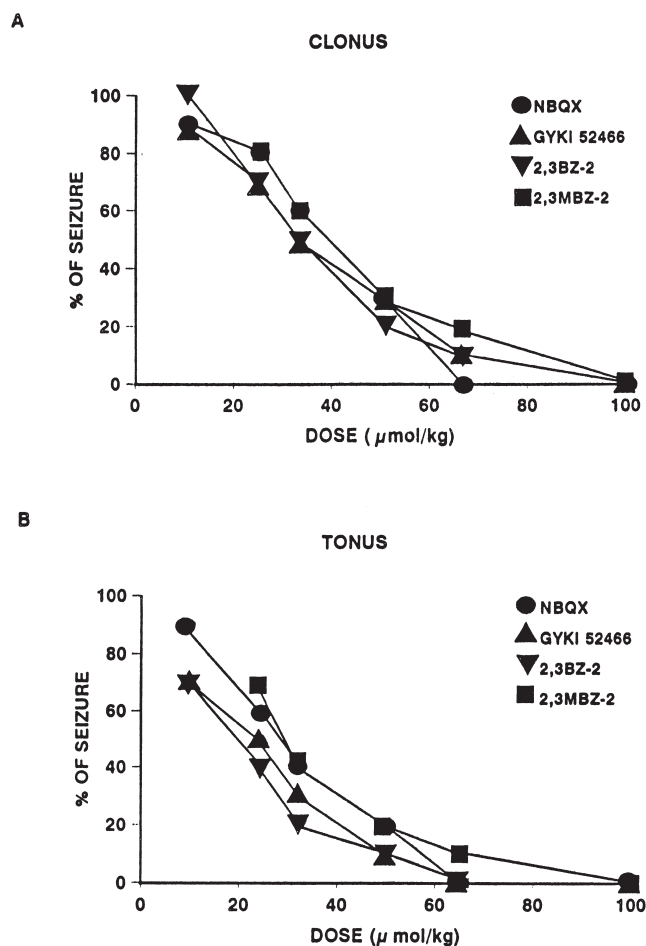 A
CLONUS
100
80
60
40
20
0
% OF SEIZURE
NBQX
GYKI 52466
2,3BZ-2
2,3MBZ-2
0 20 40 60 80 100
DOSE ( μmol/kg)
B
TONUS
100
80
60
40
20
0
% OF SEIZURE
NBQX
GYKI 52466
2,3BZ-2
2,3MBZ-2
0 20 40 60 80 100
DOSE (μ mol/kg)